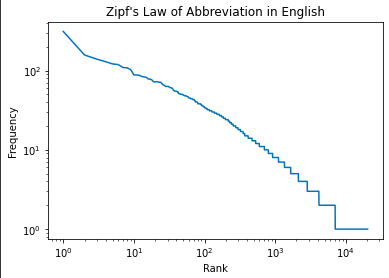 Zipf's Law of Abbreviation in English
Frequency
10²
10¹
10⁰
10⁰ 10¹ 10² 10³ 10⁴
Rank